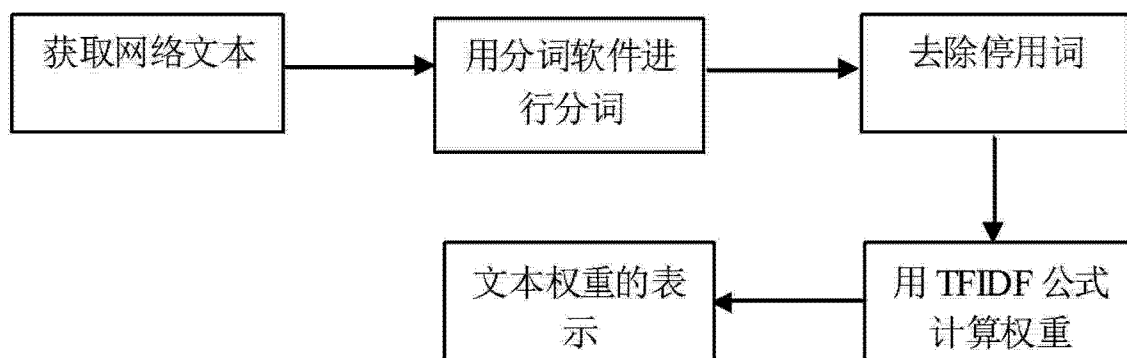 获取网络文本
用分词软件进
行分词
去除停用词
用 TFIDF 公式
计算权重
文本权重的表
示